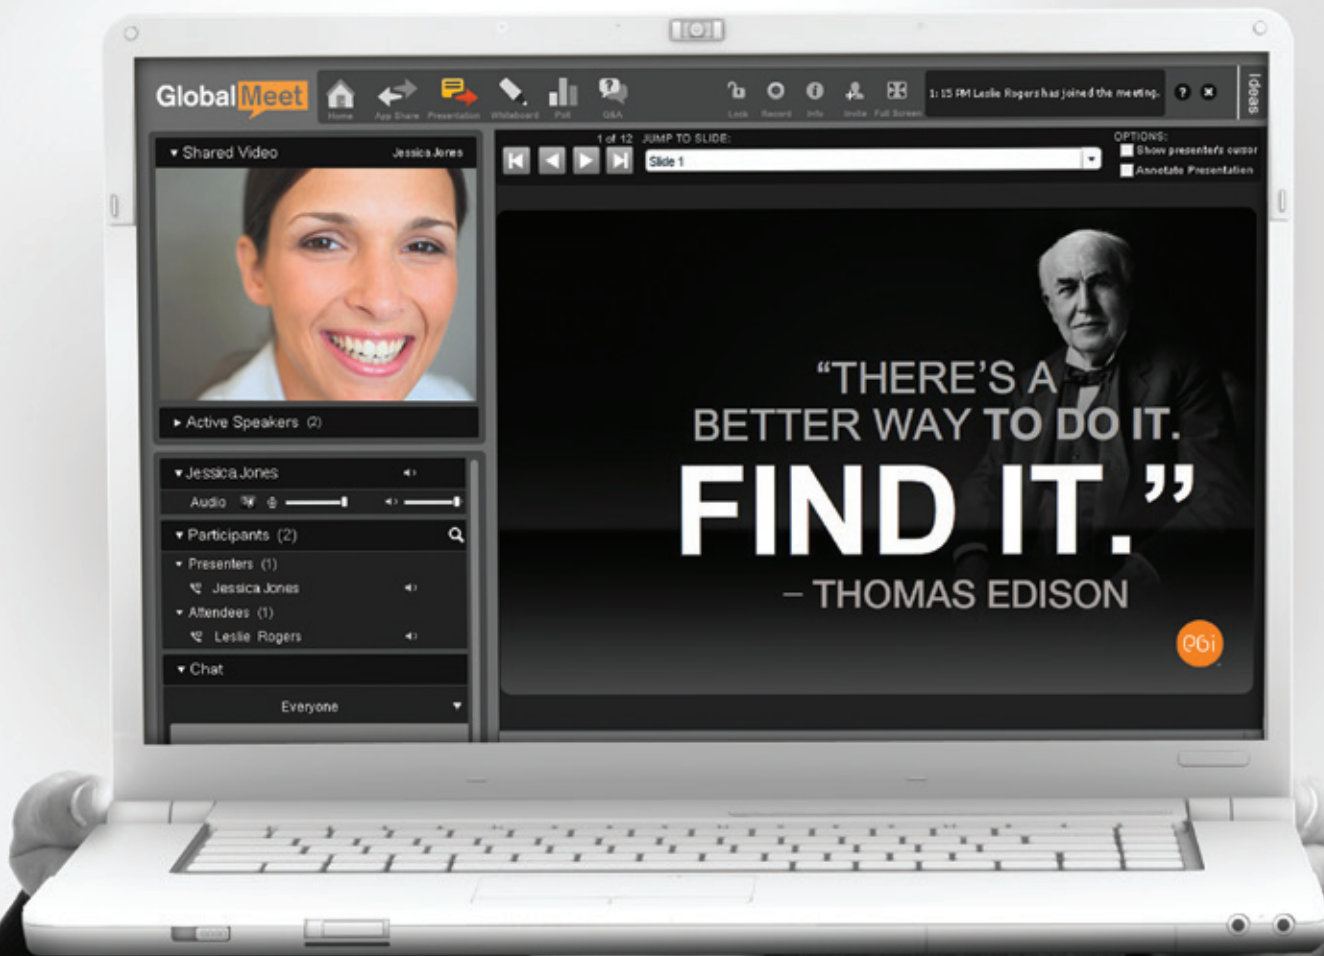 GlobalMeet
Home
App Share
Presentation
Whiteboard
Poll
Q&A
Lock
Record
Info
Invite
Full Screen
1:15 PM Leslie Rogers has joined the meeting.
Ideas
Shared Video
Jessica Jones
1 of 12 JUMP TO SLIDE:
Slide 1
OPTIONS:
Show presenter's cursor
Annotate Presentation
Active Speakers (2)
Jessica Jones
Audio
Participants (2)
Presenters (1)
Jessica Jones
Attendees (1)
Leslie Rogers
Chat
Everyone
“THERE'S A
BETTER WAY TO DO IT.
FIND IT.”
– THOMAS EDISON
PGi